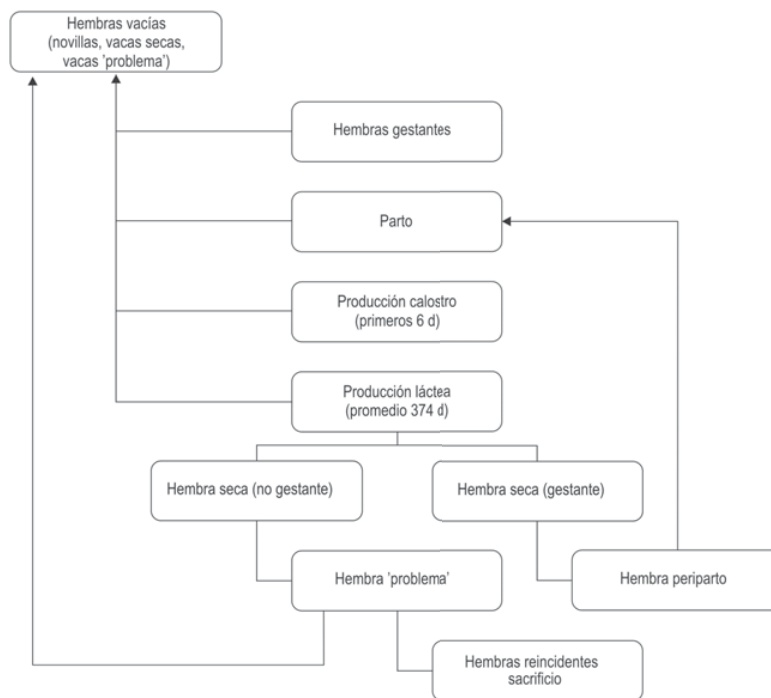 Hembras vacías
(novillas, vacas secas,
vacas 'problema')
Hembras gestantes
Parto
Producción calostro
(primeros 6 d)
Producción láctea
(promedio 374 d)
Hembra seca (no gestante)
Hembra seca (gestante)
Hembra 'problema'
Hembra periparto
Hembras reincidentes
sacrificio